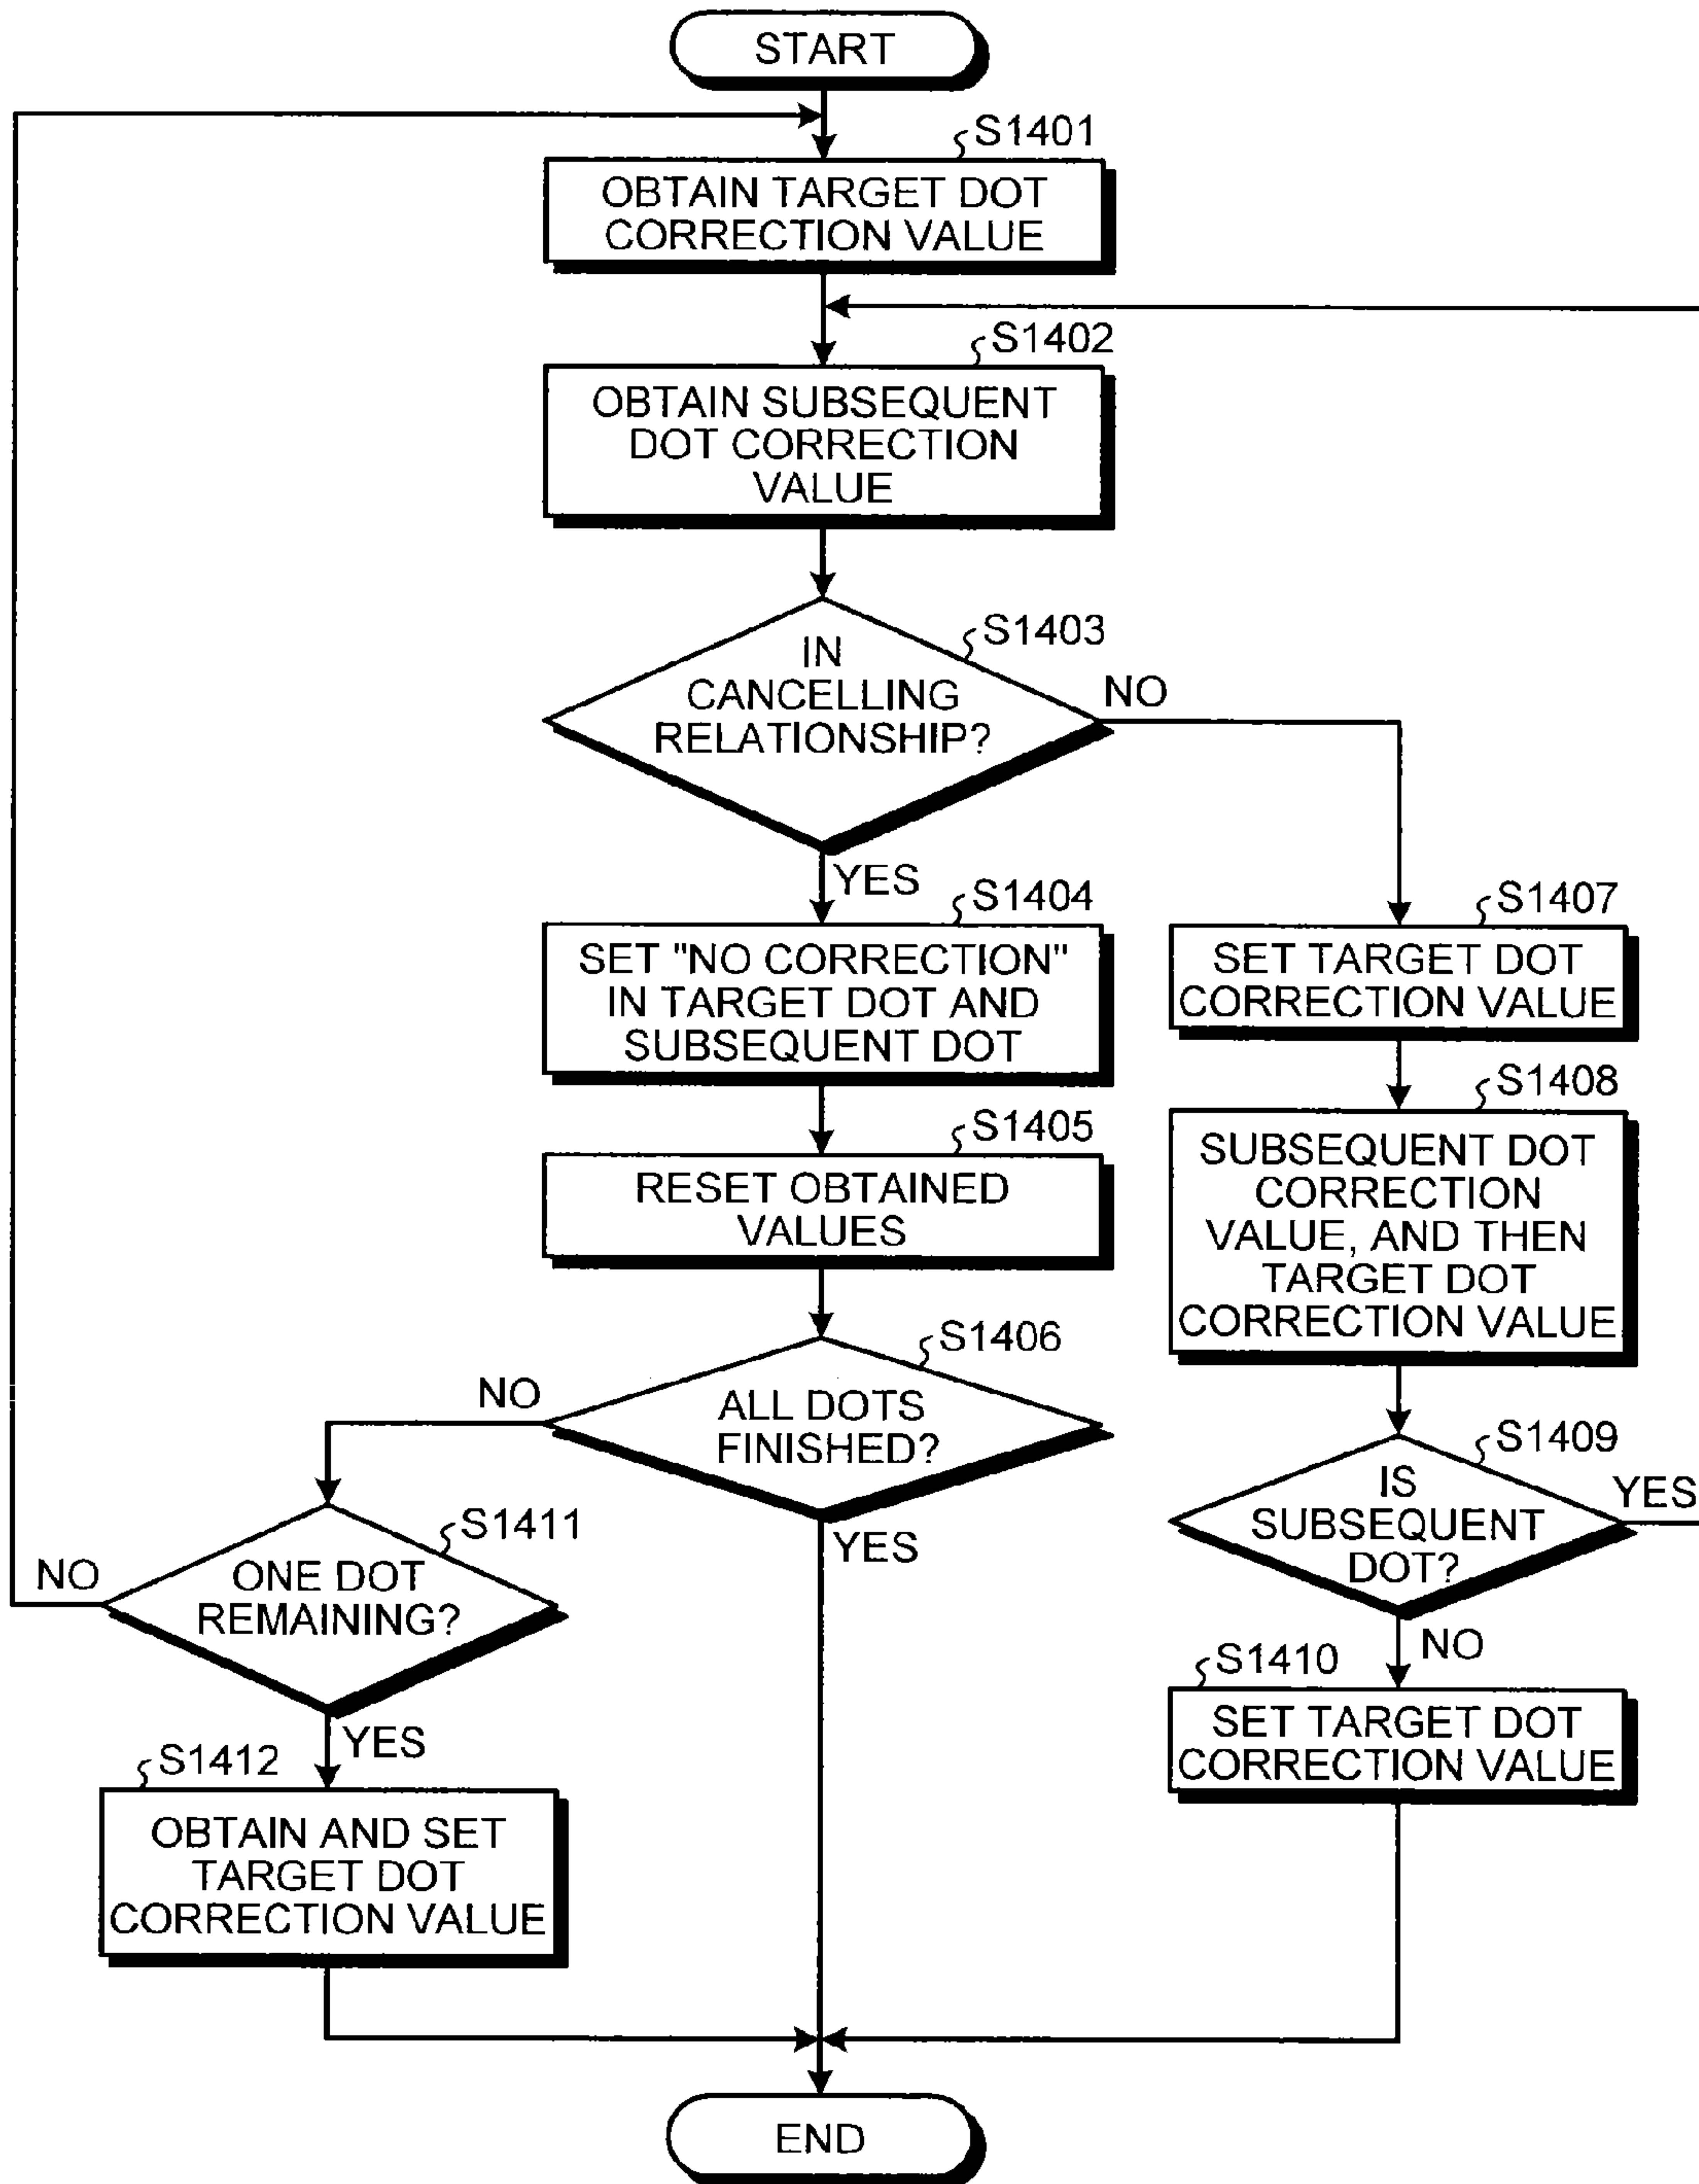 START
S1401
OBTAIN TARGET DOT
CORRECTION VALUE
S1402
OBTAIN SUBSEQUENT
DOT CORRECTION
VALUE
S1403
IN
CANCELLING
RELATIONSHIP?
NO
YES
S1404
SET "NO CORRECTION"
IN TARGET DOT AND
SUBSEQUENT DOT
S1405
RESET OBTAINED
VALUES
S1406
ALL DOTS
FINISHED?
NO
YES
S1407
SET TARGET DOT
CORRECTION VALUE
S1408
SUBSEQUENT DOT
CORRECTION
VALUE, AND THEN
TARGET DOT
CORRECTION VALUE
S1409
IS
SUBSEQUENT
DOT?
YES
NO
S1410
SET TARGET DOT
CORRECTION VALUE
S1411
ONE DOT
REMAINING?
NO
YES
S1412
OBTAIN AND SET
TARGET DOT
CORRECTION VALUE
END